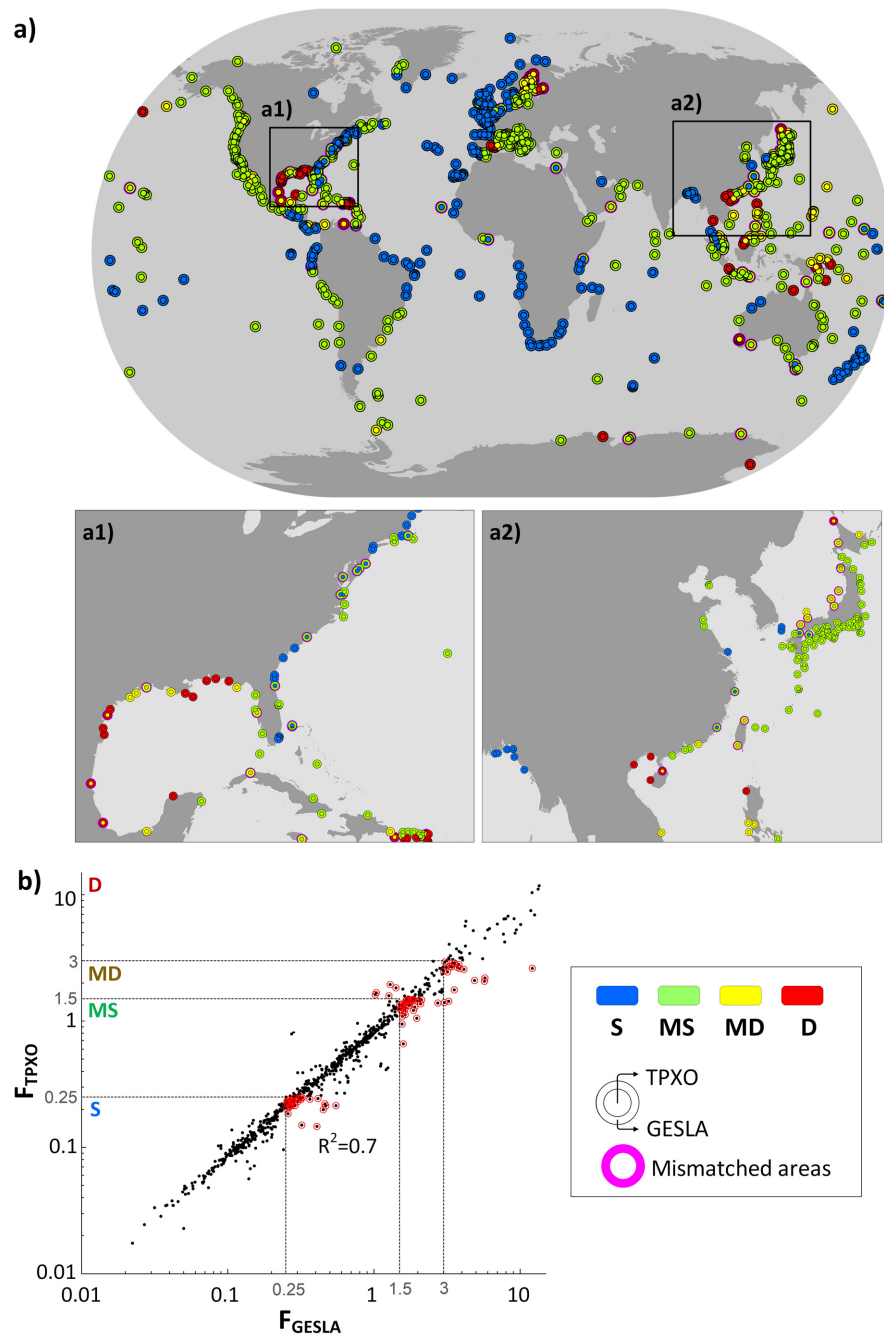 a)
a1)
a2)
a1)
a2)
b)
D
10
3
MD
1.5
MS
1
F_TPXO
0.25
S
0.1
R²=0.7
0.01
0.01
0.1
0.25
1
1.5
3
10
F_GESLA
S MS MD D
TPXO
GESLA
Mismatched areas